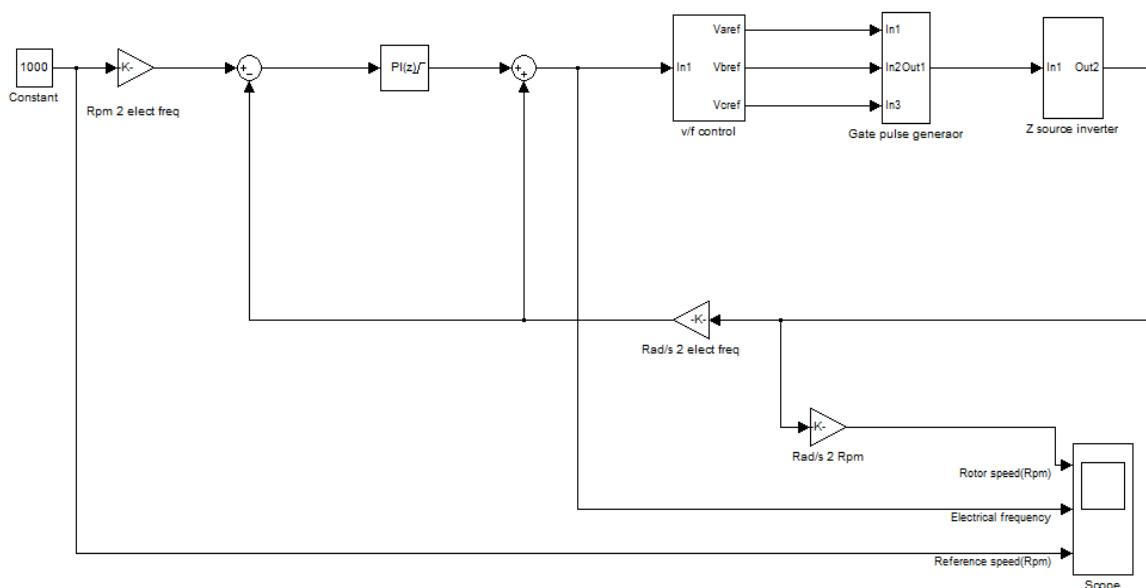 1000
Constant
-K-
Rpm 2 elect freq
PI(z)
In1
Varef
Vbref
Vcref
v/f control
In1
In2 Out1
In3
Gate pulse generaor
In1 Out2
Z source inverter
-K-
Rad/s 2 elect freq
-K-
Rad/s 2 Rpm
Rotor speed(Rpm)
Electrical frequency
Reference speed(Rpm)
Scope